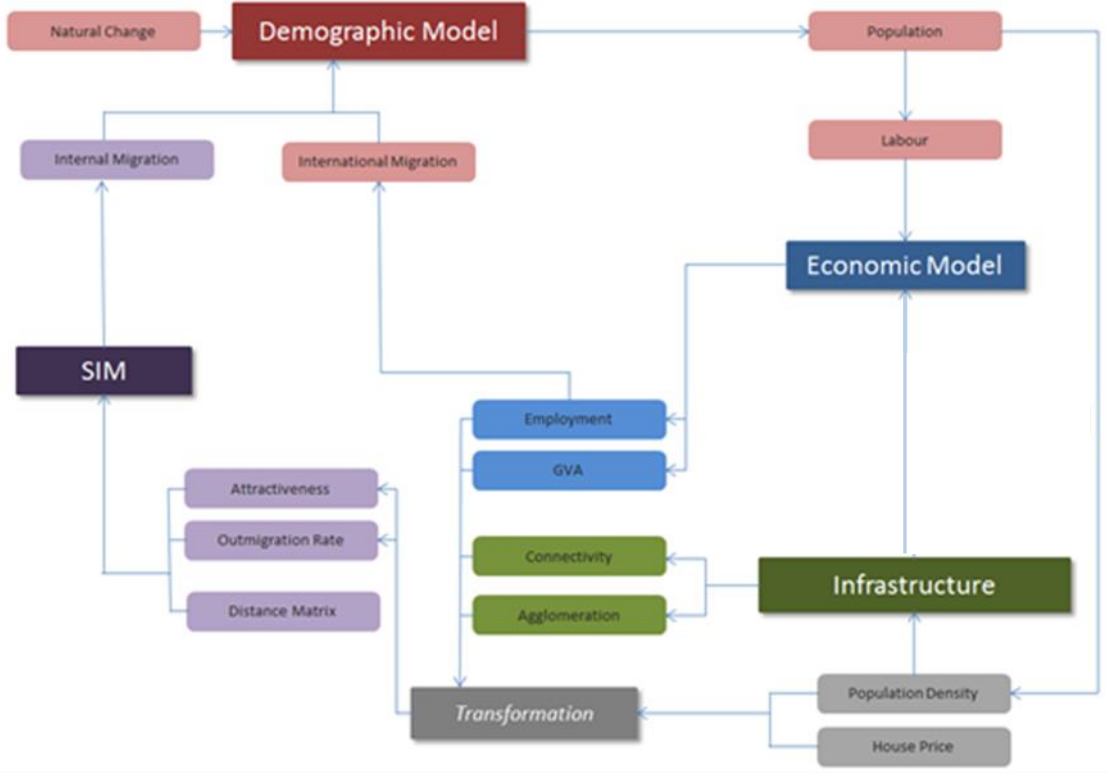 Natural Change
Demographic Model
Population
Labour
Internal Migration
International Migration
Economic Model
SIM
Employment
GVA
Attractiveness
Outmigration Rate
Distance Matrix
Connectivity
Agglomeration
Infrastructure
Transformation
Population Density
House Price